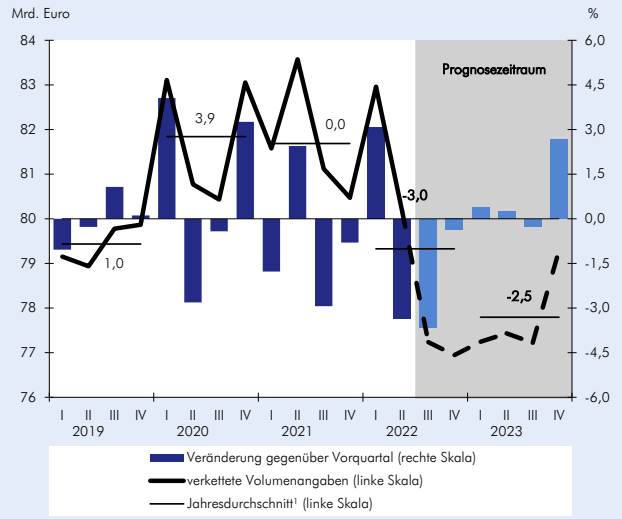 Mrd. Euro %
84 6,0
Prognosezeitraum
83 4,5
3,9 0,0
82 3,0
81 1,5
-3,0
80 0,0
1,0
79 -1,5
-2,5
78 -3,0
77 -4,5
76 -6,0
I II III IV I II III IV I II III IV I II III IV I II III IV
2019 2020 2021 2022 2023
Veränderung gegenüber Vorquartal (rechte Skala)
verkettete Volumenangaben (linke Skala)
Jahresdurchschnitt¹ (linke Skala)